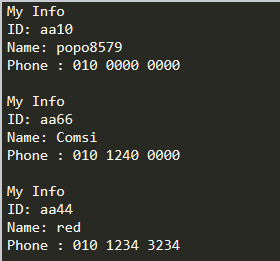 My Info
ID: aa10
Name: popo8579
Phone : 010 0000 0000
My Info
ID: aa66
Name: Comsi
Phone : 010 1240 0000
My Info
ID: aa44
Name: red
Phone : 010 1234 3234